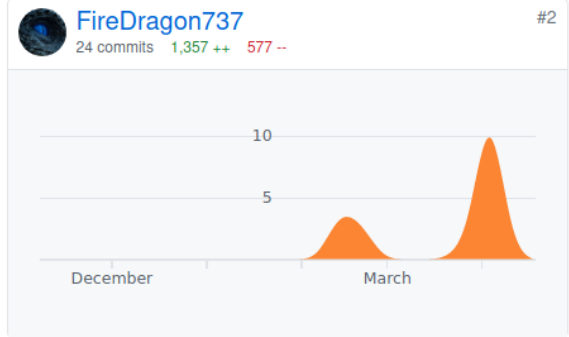 FireDragon737
#2
24 commits 1,357 ++ 577 --
10
5
December March